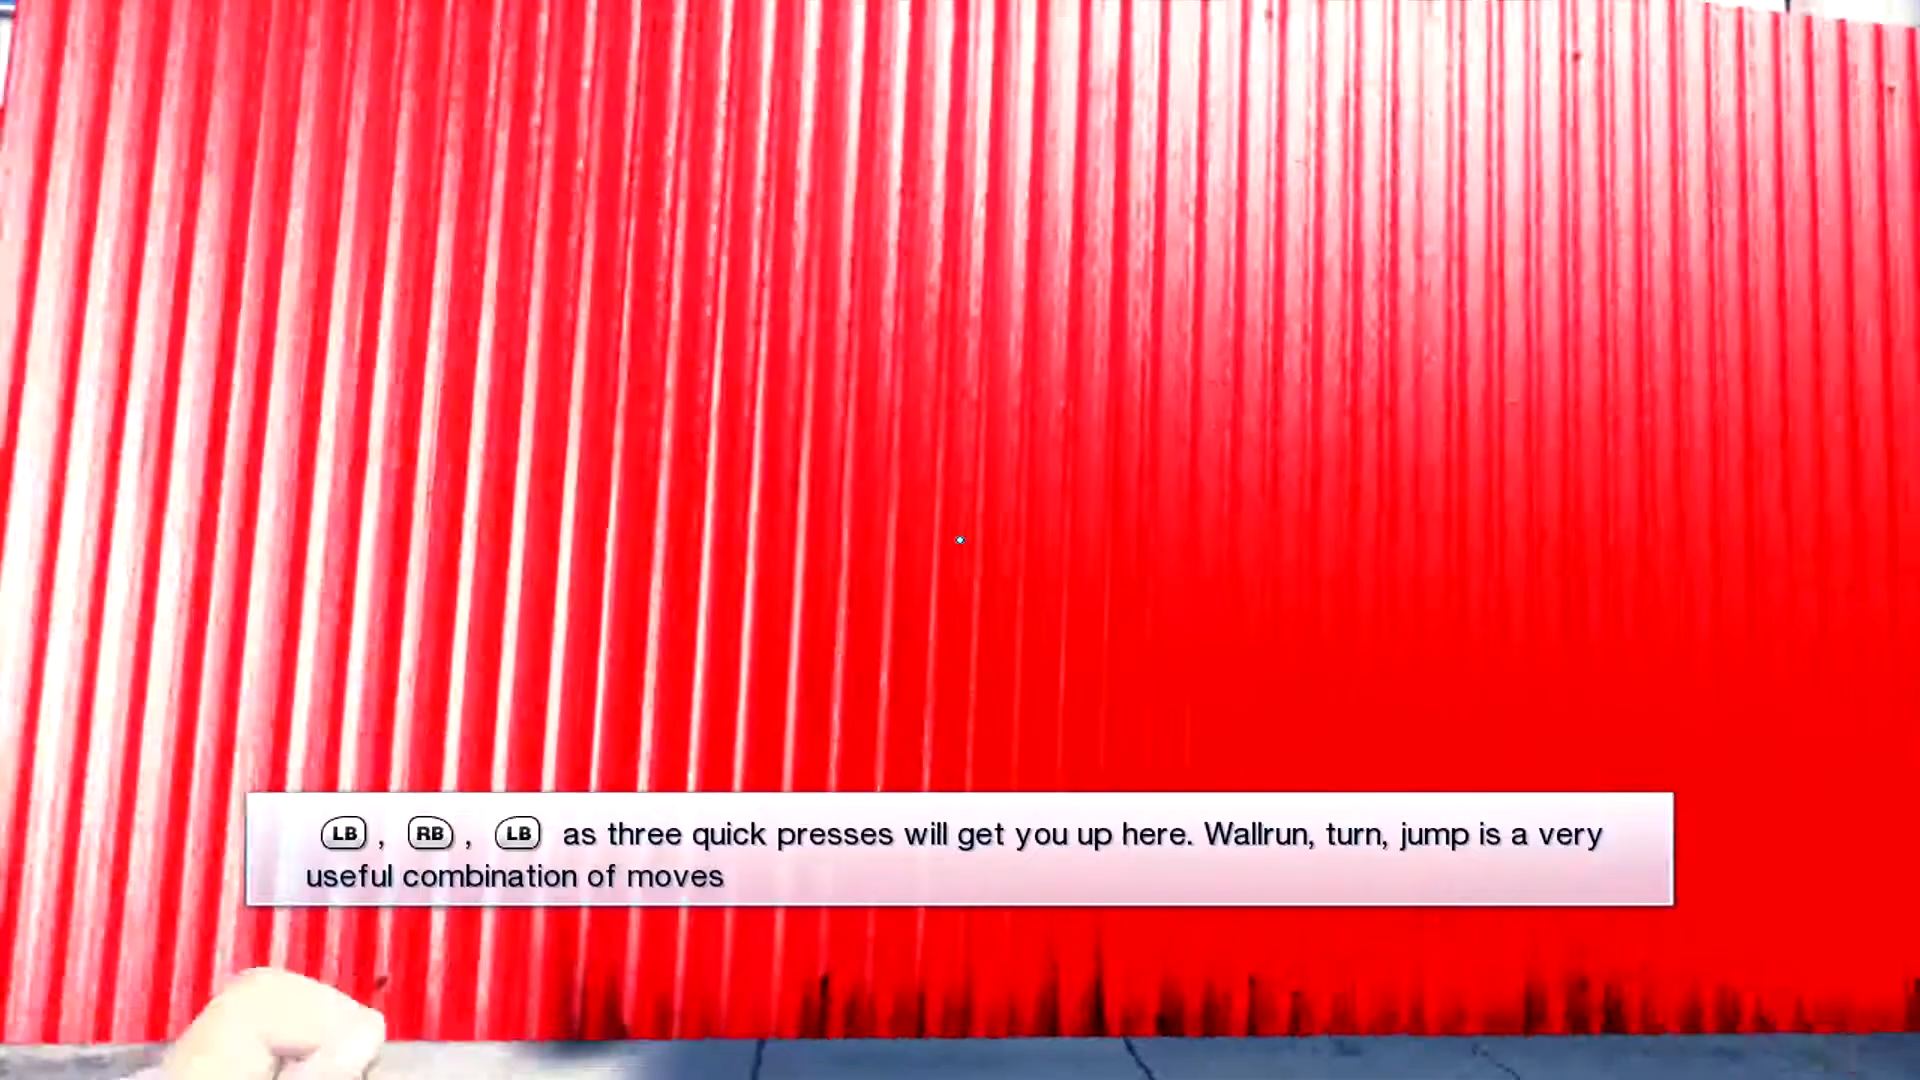 LB , RB , LB as three quick presses will get you up here. Wallrun, turn, jump is a very
useful combination of moves